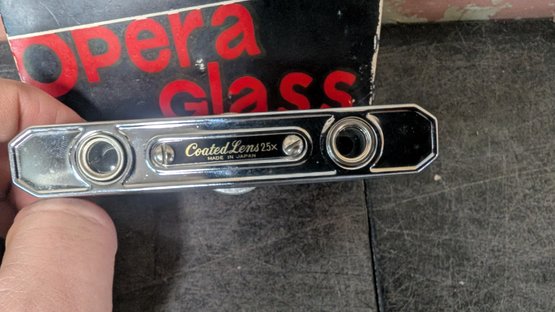 Opera
Glass
Coated Lens 2.5x
MADE IN JAPAN